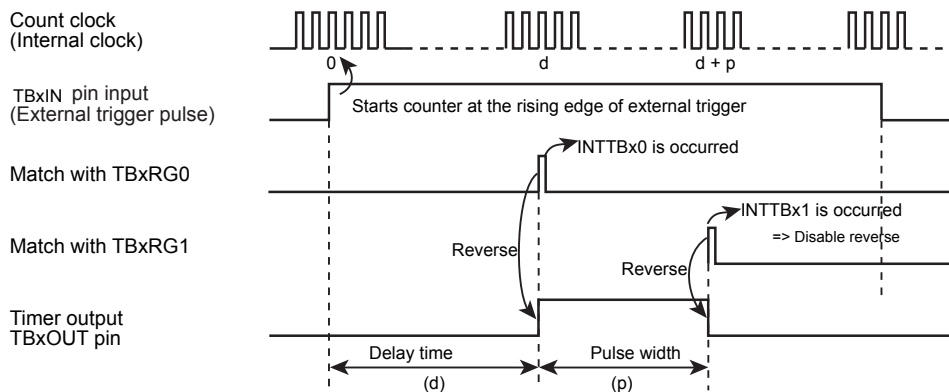 Count clock
(Internal clock)
0
d
d + p
TBxIN pin input
(External trigger pulse)
Starts counter at the rising edge of external trigger
INTTBx0 is occurred
Match with TBxRG0
INTTBx1 is occurred
=> Disable reverse
Match with TBxRG1
Reverse
Reverse
Timer output
TBxOUT pin
Delay time
Pulse width
(d)
(p)